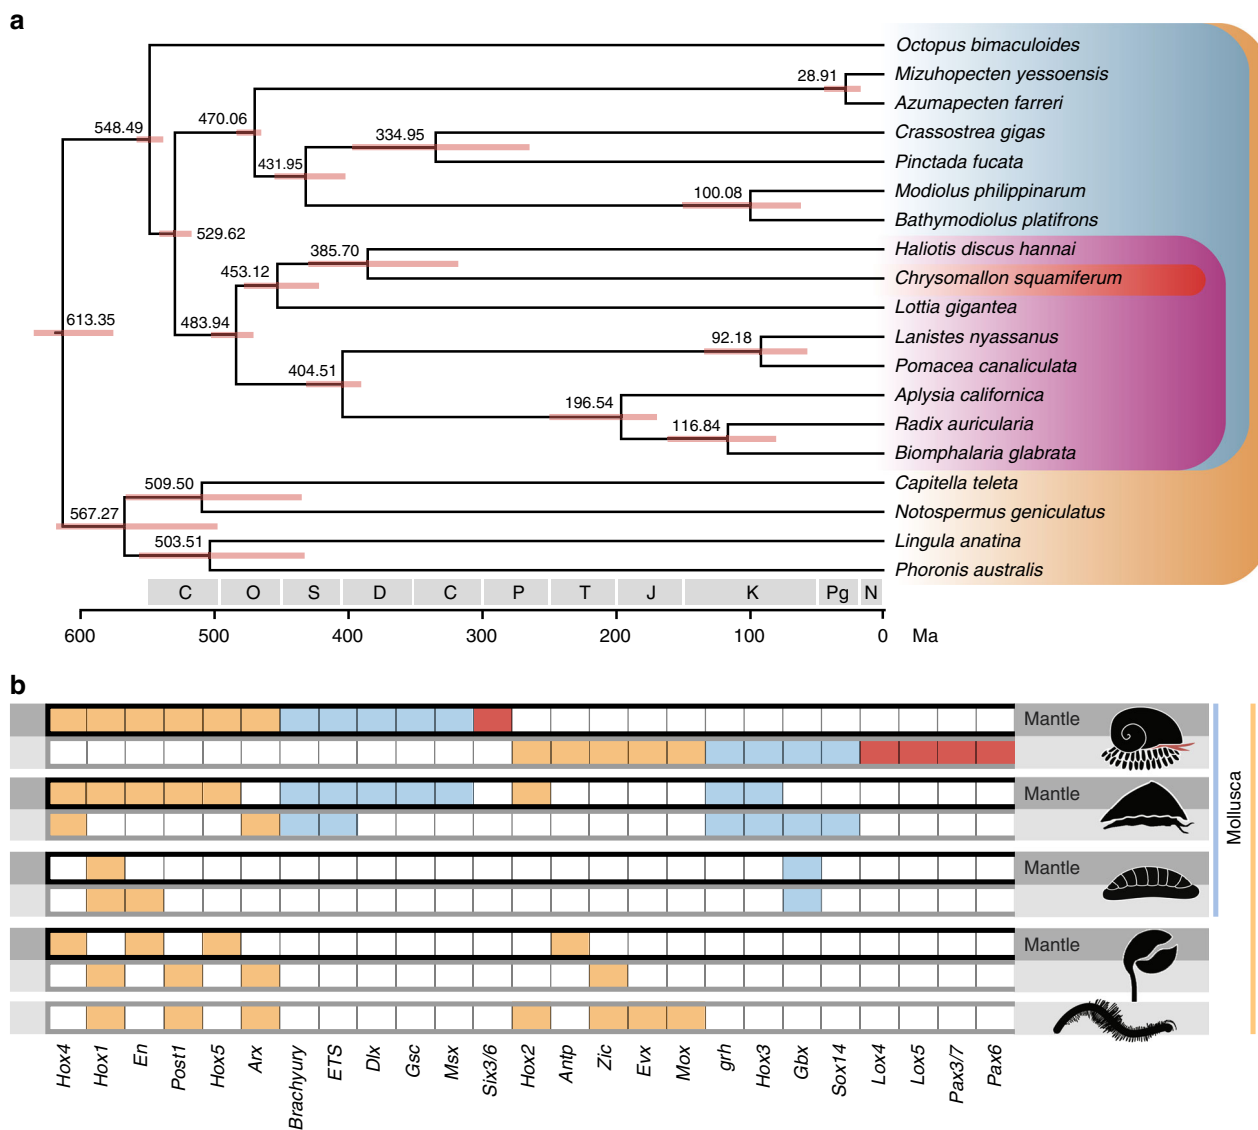 a
Octopus bimaculoides
Mizuhopecten yessoensis
28.91
Azumapecten farreri
470.06
548.49
Crassostrea gigas
334.95
Pinctada fucata
431.95
Modiolus philippinarum
100.08
Bathymodiolus platifrons
529.62
Haliotis discus hannai
385.70
453.12
Chrysomallon squamiferum
Lottia gigantea
613.35
483.94
Lanistes nyassanus
92.18
Pomacea canaliculata
404.51
Aplysia californica
196.54
Radix auricularia
116.84
Biomphalaria glabrata
Capitella teleta
509.50
Notospermus geniculatus
567.27
Lingula anatina
503.51
Phoronis australis
C O S D C P T J K Pg N
600 500 400 300 200 100 0 Ma
b
Mantle
Mantle
Mantle
Mantle
Mollusca
Hox4
Hox1
En
Post1
Hox5
Arx
Brachyury
ETS
Dlx
Gsc
Msx
Six3/6
Hox2
Antp
Zic
Evx
Mox
grh
Hox3
Gbx
Sox14
Lox4
Lox5
Pax3/7
Pax6